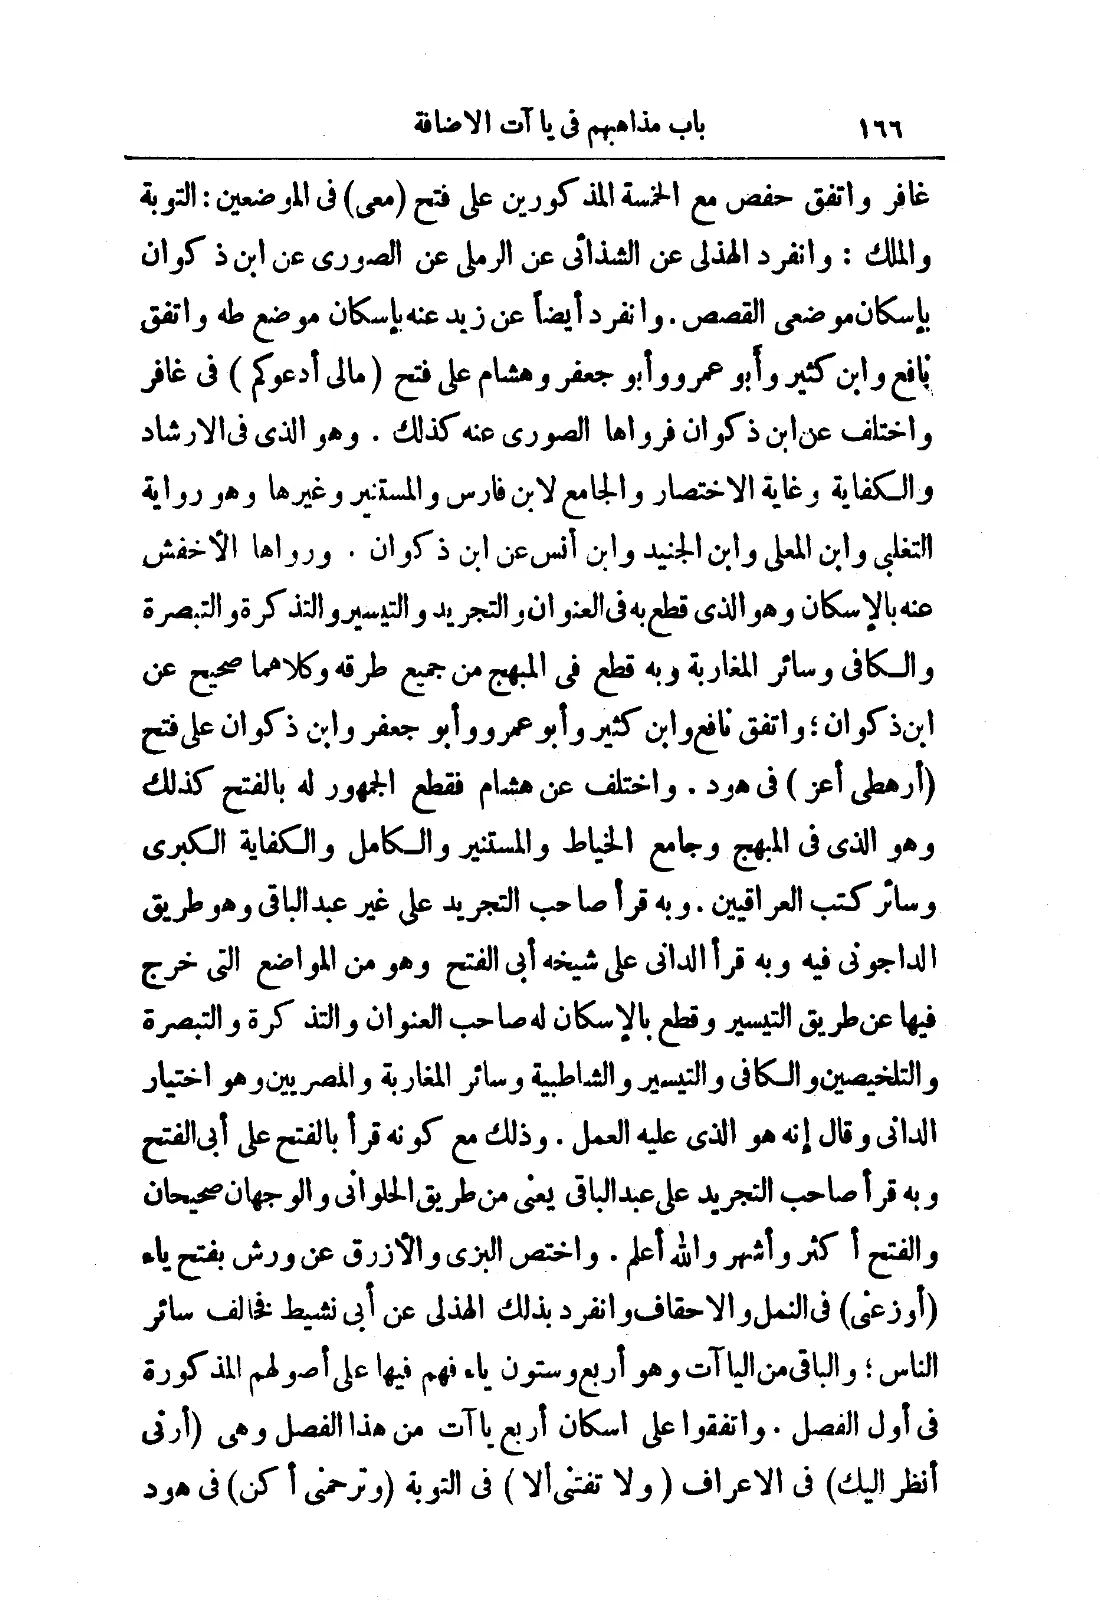 ١٦٦ باب مذاهبهم فى يا آت الاضافة
غافر واتفق حفص مع الخمسة المذكورين على فتح (معى) فى الموضعين : التوبة
والملك : وانفرد الهذلى عن الشذائى عن الرملى عن الصورى عن ابن ذكوان
بإسكان موضعى القصص . وانفرد أيضاً عن زيد عنه بإسكان موضع طه واتفق
نافع وابن كثير وأبو عمرو وأبو جعفر وهشام على فتح ( مالى أدعوكم ) فى غافر
واختلف عن ابن ذكوان فرواها الصورى عنه كذلك . وهو الذى فى الارشاد
والكفاية وغاية الاختصار والجامع لابن فارس والمستنير وغيرها وهو رواية
التغلبي وابن المعلى وابن الجنيد وابن أنس عن ابن ذكوان . ورواها الأخفش
عنه بالإسكان وهو الذى قطع به فى العنوان والتجريد والتيسير والتذكرة والتبصرة
والكافى وسائر المغاربة وبه قطع فى المبهج من جميع طرقه وكلاهما صحيح عن
ابن ذكوان ؛ واتفق نافع وابن كثير وأبو عمرو وأبو جعفر وابن ذكوان على فتح
(أرهطى أعز ) فى هود . واختلف عن هشام فقطع الجمهور له بالفتح كذلك
وهو الذى فى المبهج وجامع الخياط والمستنير والكامل والكفاية الكبرى
وسائر كتب العراقيين . وبه قرأ صاحب التجريد على غير عبد الباقى وهو طريق
الداجونى فيه وبه قرأ الدانى على شيخه أبى الفتح وهو من المواضع التى خرج
فيها عن طريق التيسير وقطع بالإسكان له صاحب العنوان والتذكرة والتبصرة
والتلخيصين والكافى والتيسير والشاطبية وسائر المغاربة والمصريين وهو اختيار
الدانى وقال إنه هو الذى عليه العمل . وذلك مع كونه قرأ بالفتح على أبى الفتح
وبه قرأ صاحب التجريد على عبد الباقى يعنى من طريق الحلوانى والوجهان صحيحان
والفتح أكثر وأشهر والله أعلم . واختص البزى والأزرق عن ورش بفتح ياء
(أوزعنى) فى النمل والاحقاف وانفرد بذلك الهذلى عن أبى نشيط فخالف سائر
الناس ؛ والباقى من اليا آت وهو أربع وستون ياء فهم فيها على أصولهم المذكورة
فى أول الفصل . واتفقوا على اسكان أربع يا آت من هذا الفصل وهى (أرنى
أنظر اليك) فى الاعراف ( ولا تفتنى ألا ) فى التوبة (وترحمنى أكن) فى هود